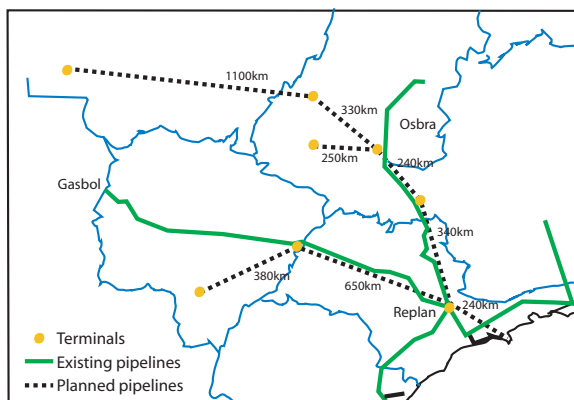 1100km
330km
Osbra
250km
240km
Gasbol
340km
380km
650km
Replan
240km
Terminals
Existing pipelines
Planned pipelines